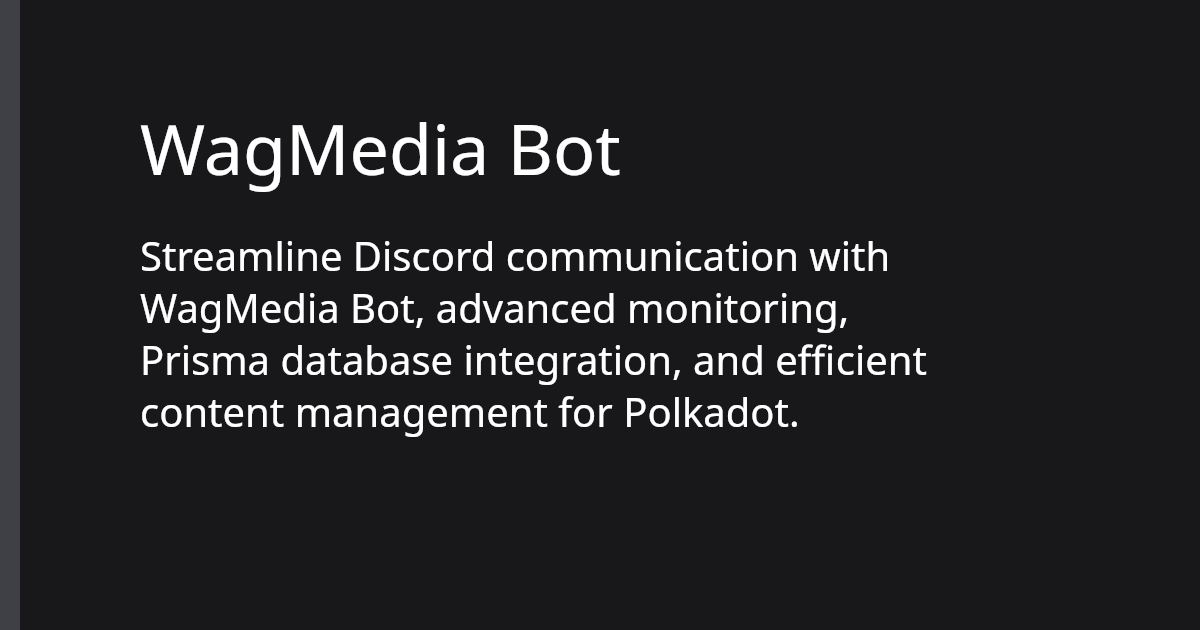 WagMedia Bot
Streamline Discord communication with
WagMedia Bot, advanced monitoring,
Prisma database integration, and efficient
content management for Polkadot.